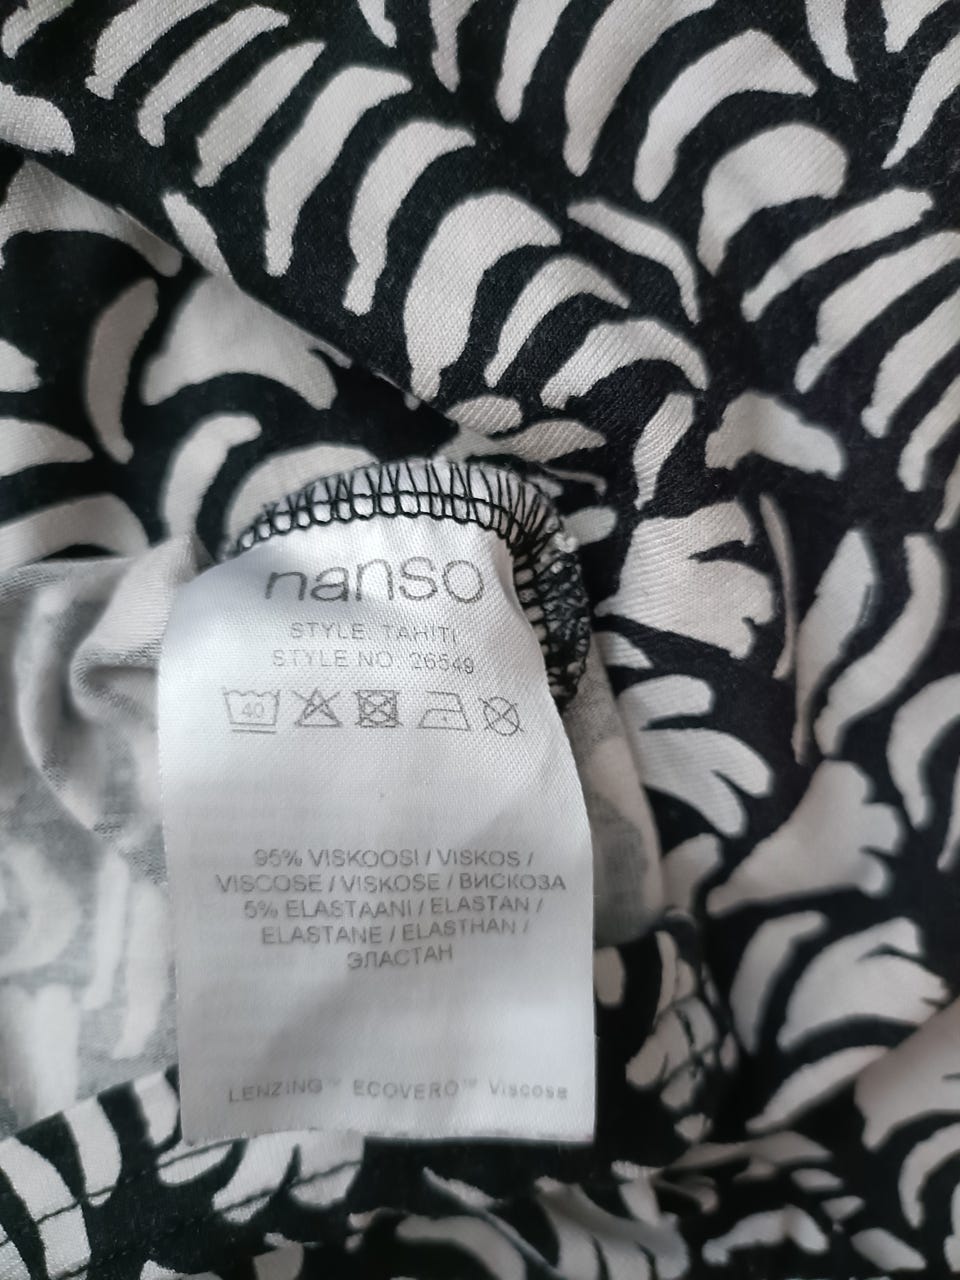 nanso
STYLE: TAHITI
STYLE NO: 26549
40
95% VISKOOSI / VISKOS /
VISCOSE / VISKOSE / ВИСКОЗА
5% ELASTAANI / ELASTAN /
ELASTANE / ELASTHAN /
ЭЛАСТАН
LENZING™ ECOVERO™ Viscose